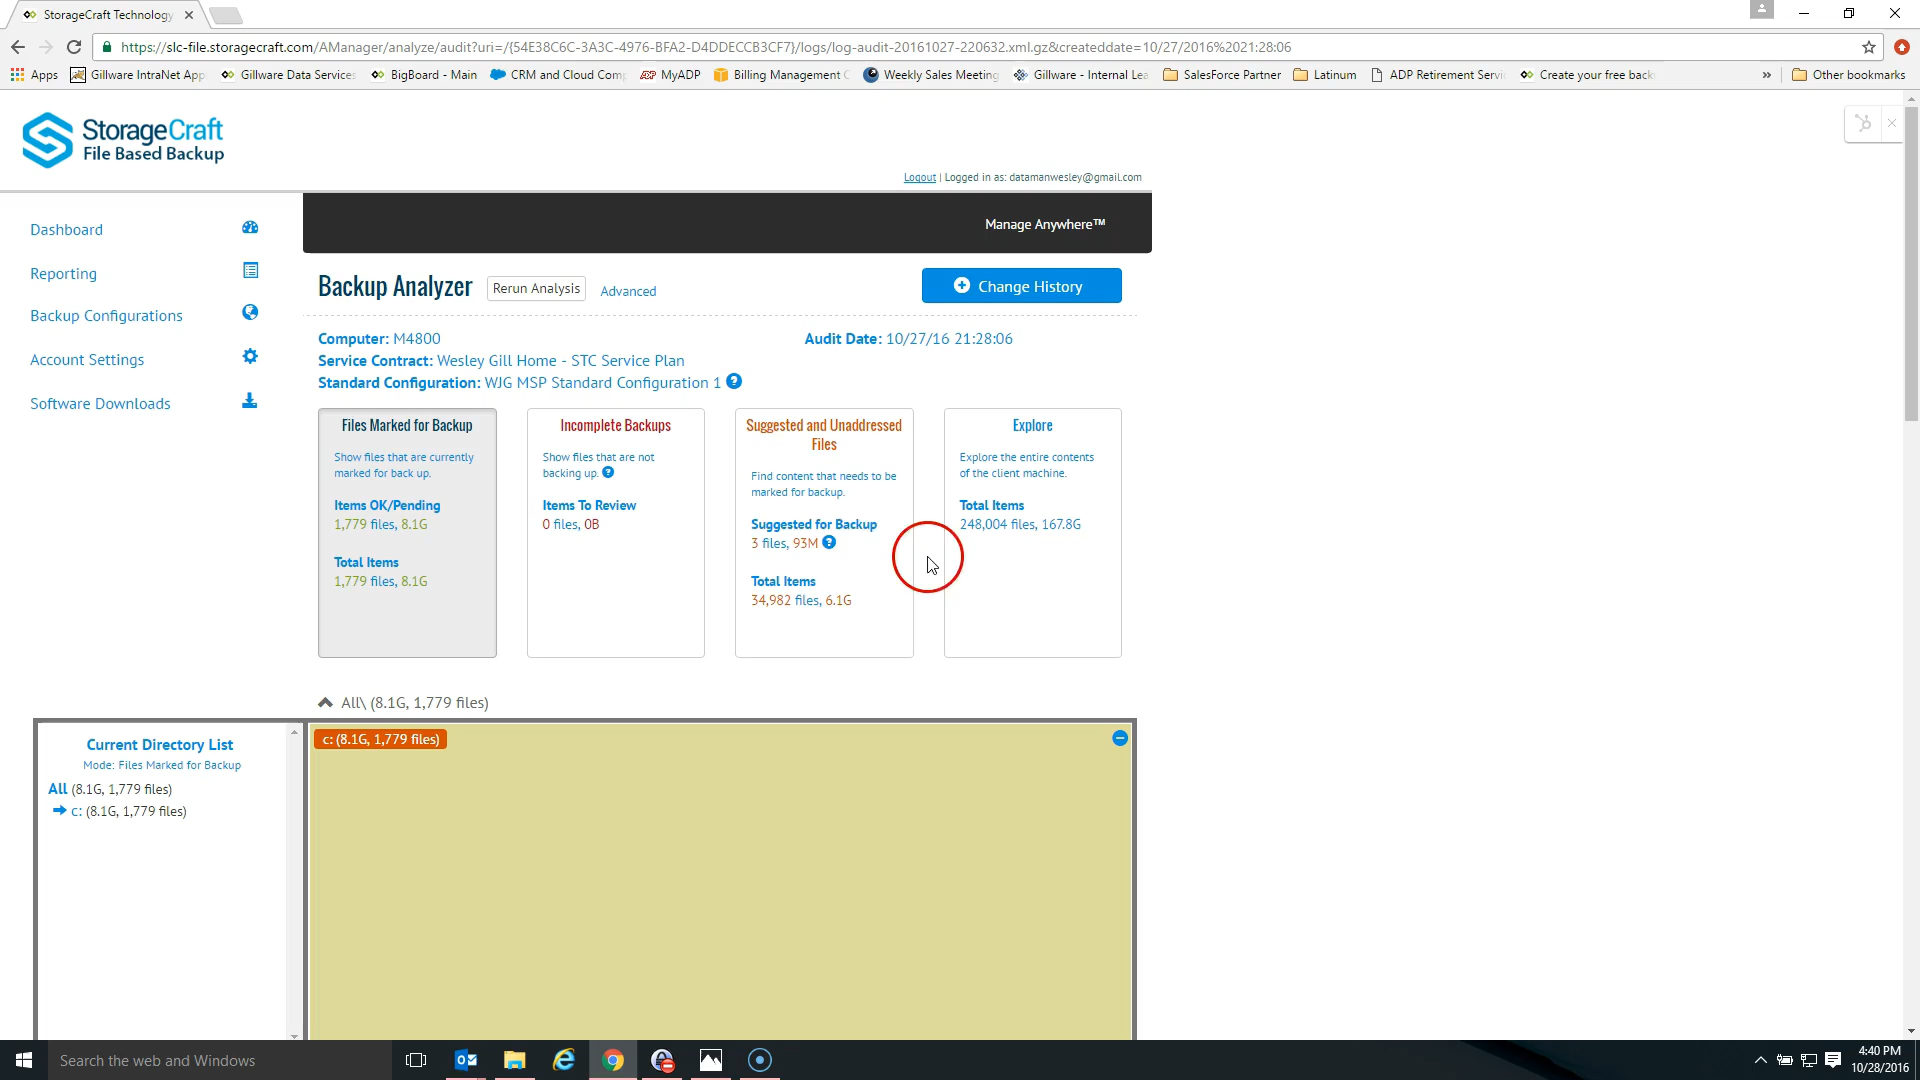 StorageCraft Technology
https://slc-file.storagecraft.com/AManager/analyze/audit?uri=/{54E38C6C-3A3C-4976-BFA2-D4DDECCB3CF7}/logs/log-audit-20161027-220632.xml.gz&createddate=10/27/2016%2021:28:06
Apps Gillware IntraNet App Gillware Data Services BigBoard - Main CRM and Cloud Com MyADP Billing Management C Weekly Sales Meeting Gillware - Internal Lea SalesForce Partner Latinum ADP Retirement Servi Create your free back » Other bookmarks
StorageCraft
File Based Backup
Logout | Logged in as: datamanwesley@gmail.com
Manage Anywhere™
Dashboard
Reporting
Backup Configurations
Account Settings
Software Downloads
Backup Analyzer Rerun Analysis Advanced Change History
Computer: M4800 Audit Date: 10/27/16 21:28:06
Service Contract: Wesley Gill Home - STC Service Plan
Standard Configuration: WJG MSP Standard Configuration 1 ?
Files Marked for Backup
Show files that are currently
marked for back up.
Items OK/Pending
1,779 files, 8.1G
Total Items
1,779 files, 8.1G
Incomplete Backups
Show files that are not
backing up. ?
Items To Review
0 files, 0B
Suggested and Unaddressed
Files
Find content that needs to be
marked for backup.
Suggested for Backup
3 files, 93M ?
Total Items
34,982 files, 6.1G
Explore
Explore the entire contents
of the client machine.
Total Items
248,004 files, 167.8G
All\ (8.1G, 1,779 files)
Current Directory List
Mode: Files Marked for Backup
All (8.1G, 1,779 files)
c: (8.1G, 1,779 files)
c: (8.1G, 1,779 files)
Search the web and Windows
4:40 PM
10/28/2016